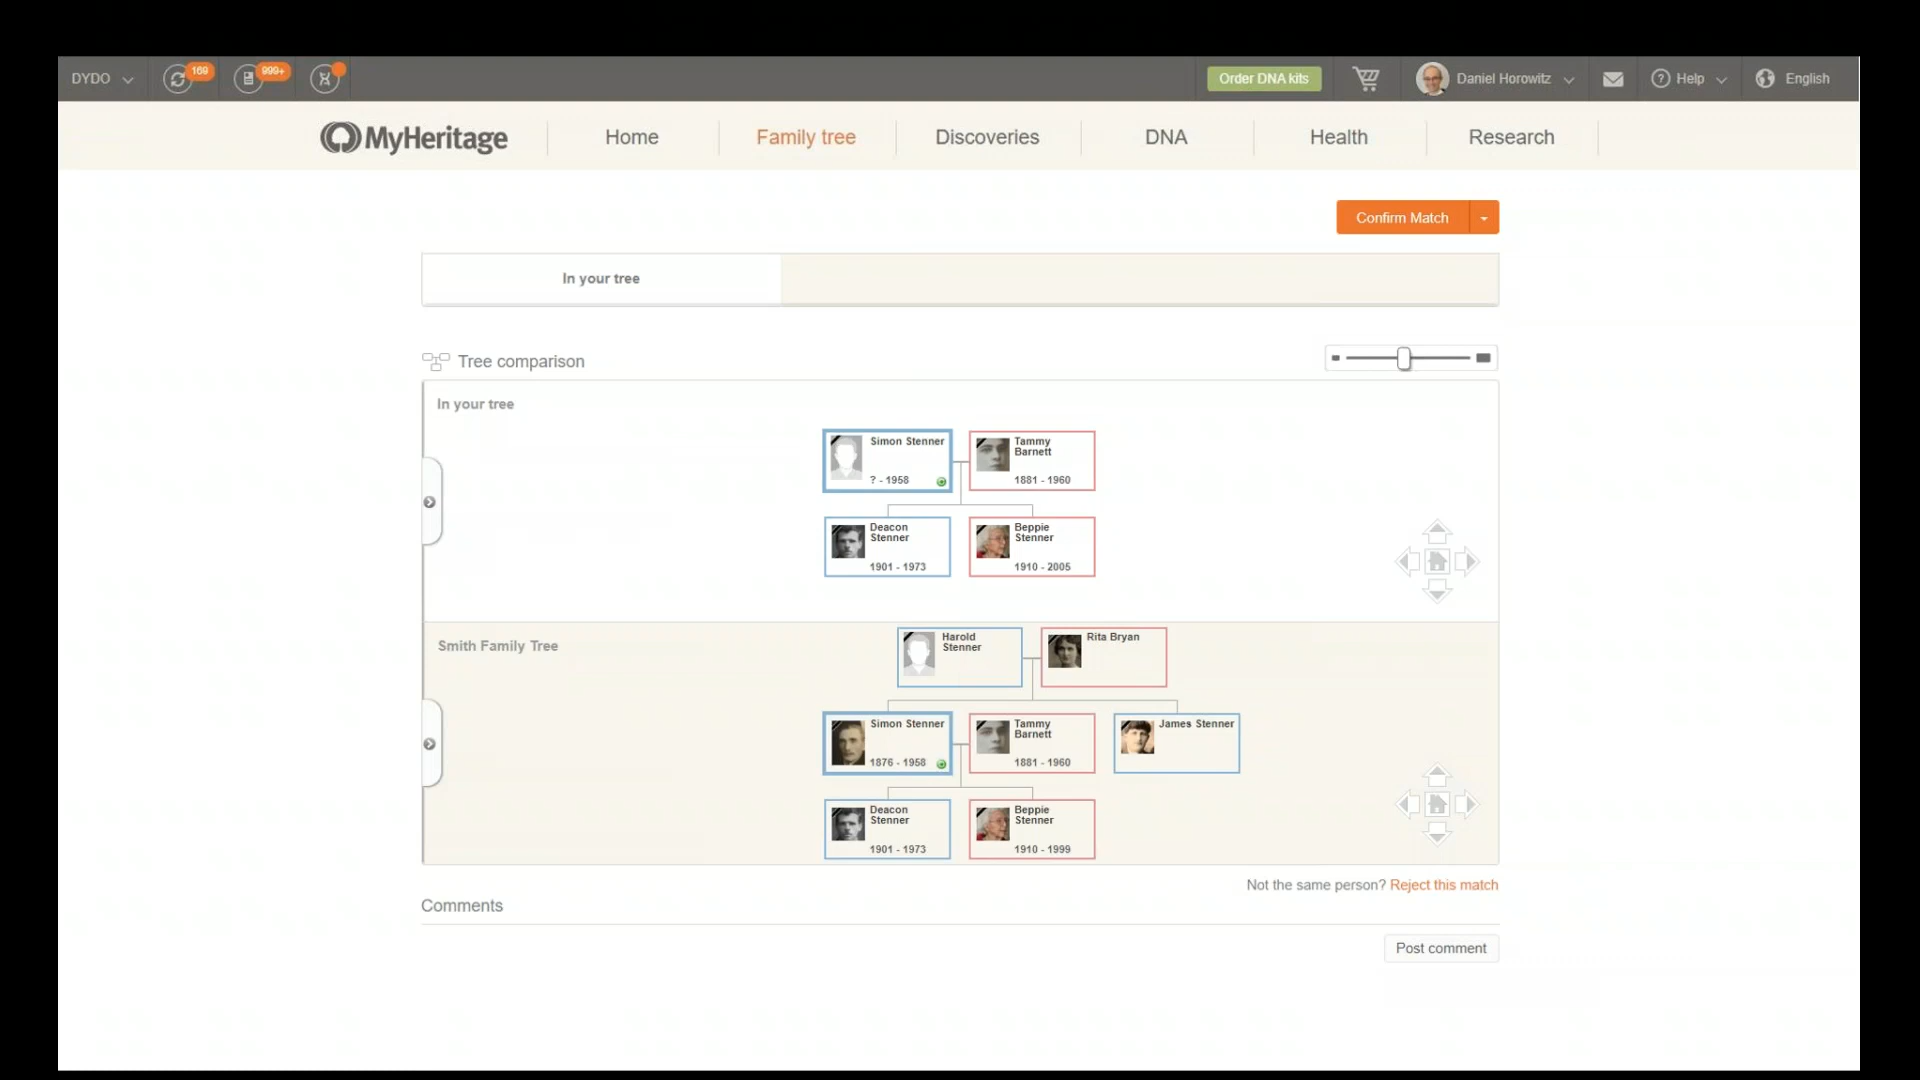 DYDO
169
999+
Order DNA kits
Daniel Horowitz
Help
English
MyHeritage
Home
Family tree
Discoveries
DNA
Health
Research
Confirm Match
In your tree
Tree comparison
In your tree
Simon Stenner
? - 1958
Tammy
Barnett
1881 - 1960
Deacon
Stenner
1901 - 1973
Beppie
Stenner
1910 - 2005
Smith Family Tree
Harold
Stenner
Rita Bryan
Simon Stenner
1876 - 1958
Tammy
Barnett
1881 - 1960
James Stenner
Deacon
Stenner
1901 - 1973
Beppie
Stenner
1910 - 1999
Not the same person? Reject this match
Comments
Post comment